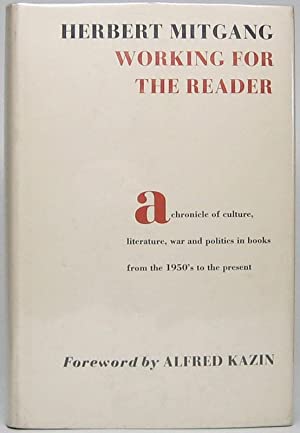 HERBERT MITGANG
WORKING FOR
THE READER
a chronicle of culture,
literature, war and politics in books
from the 1950's to the present
Foreword by ALFRED KAZIN